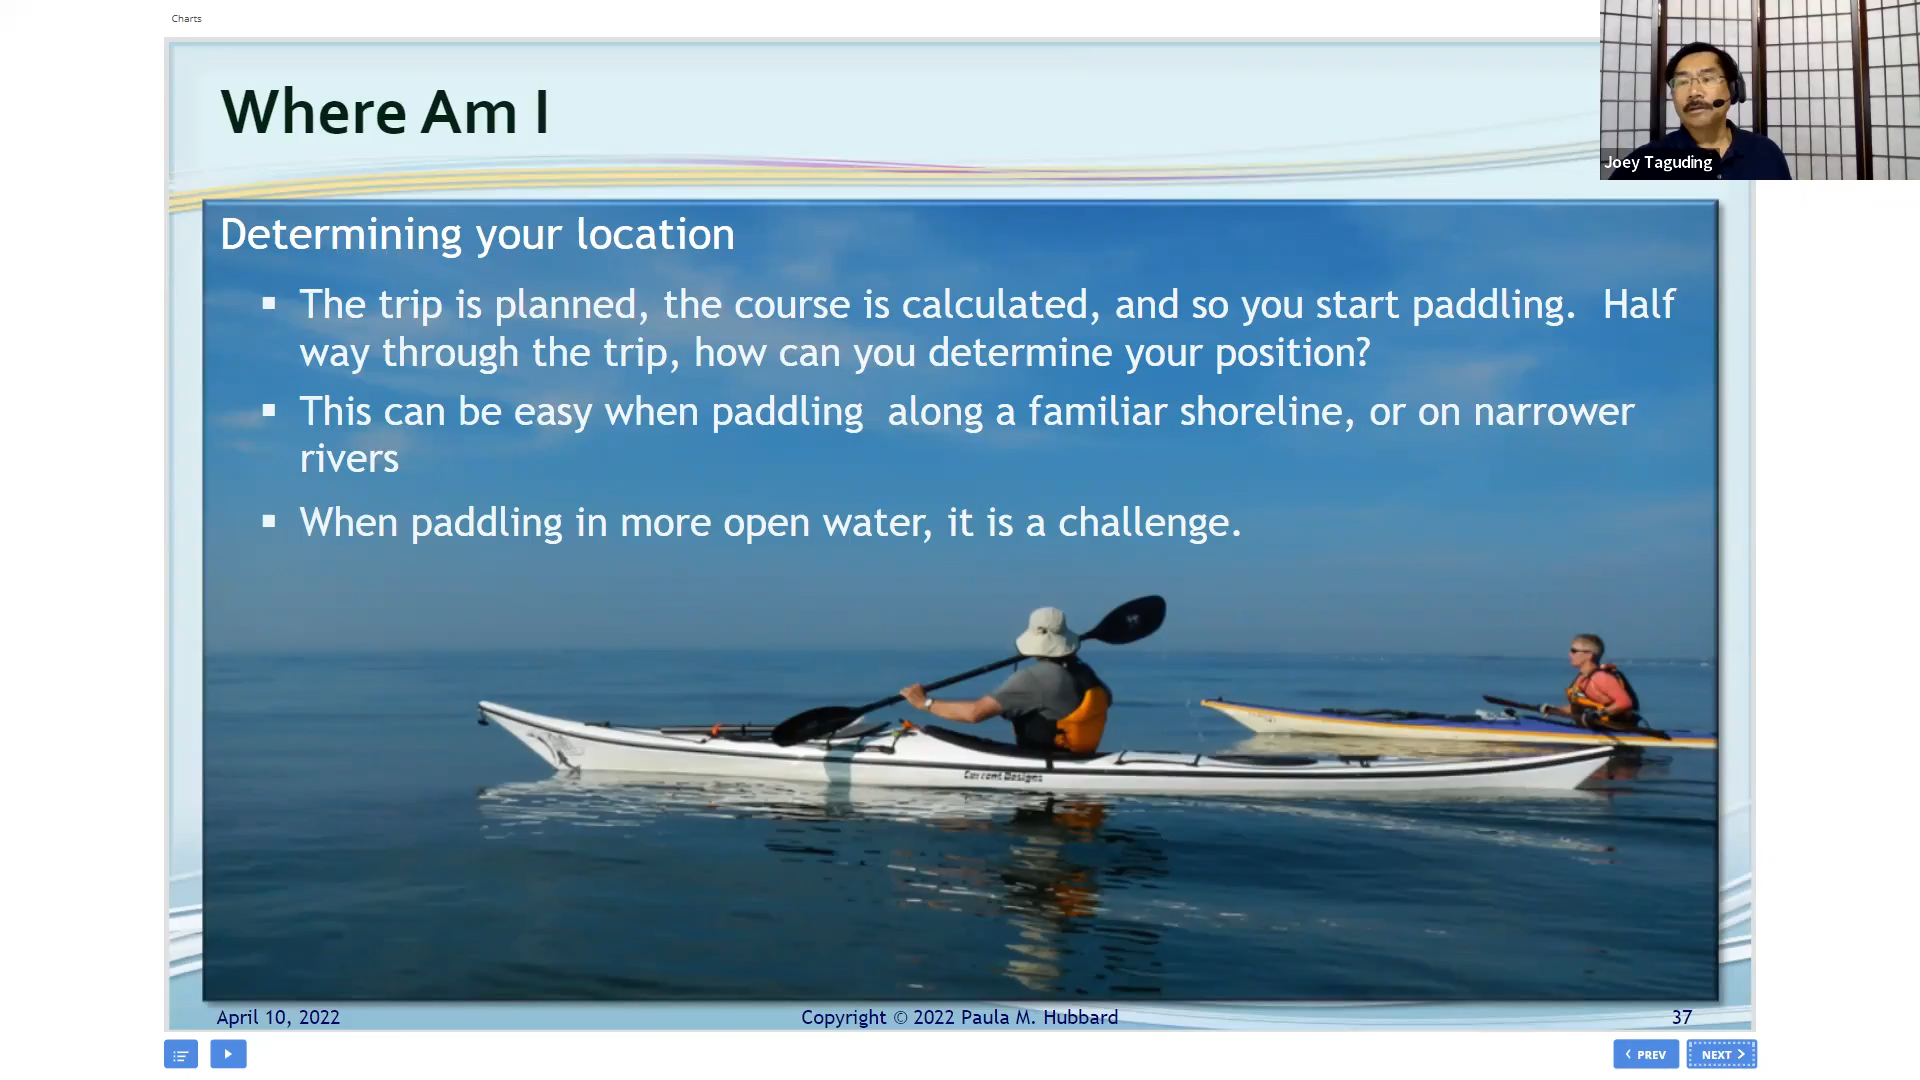 Charts
Where Am I
Joey Taguding
Determining your location
▪ The trip is planned, the course is calculated, and so you start paddling.  Half
way through the trip, how can you determine your position?
▪ This can be easy when paddling  along a familiar shoreline, or on narrower
rivers
▪ When paddling in more open water, it is a challenge.
Current Designs
April 10, 2022
Copyright © 2022 Paula M. Hubbard
37
PREV
NEXT